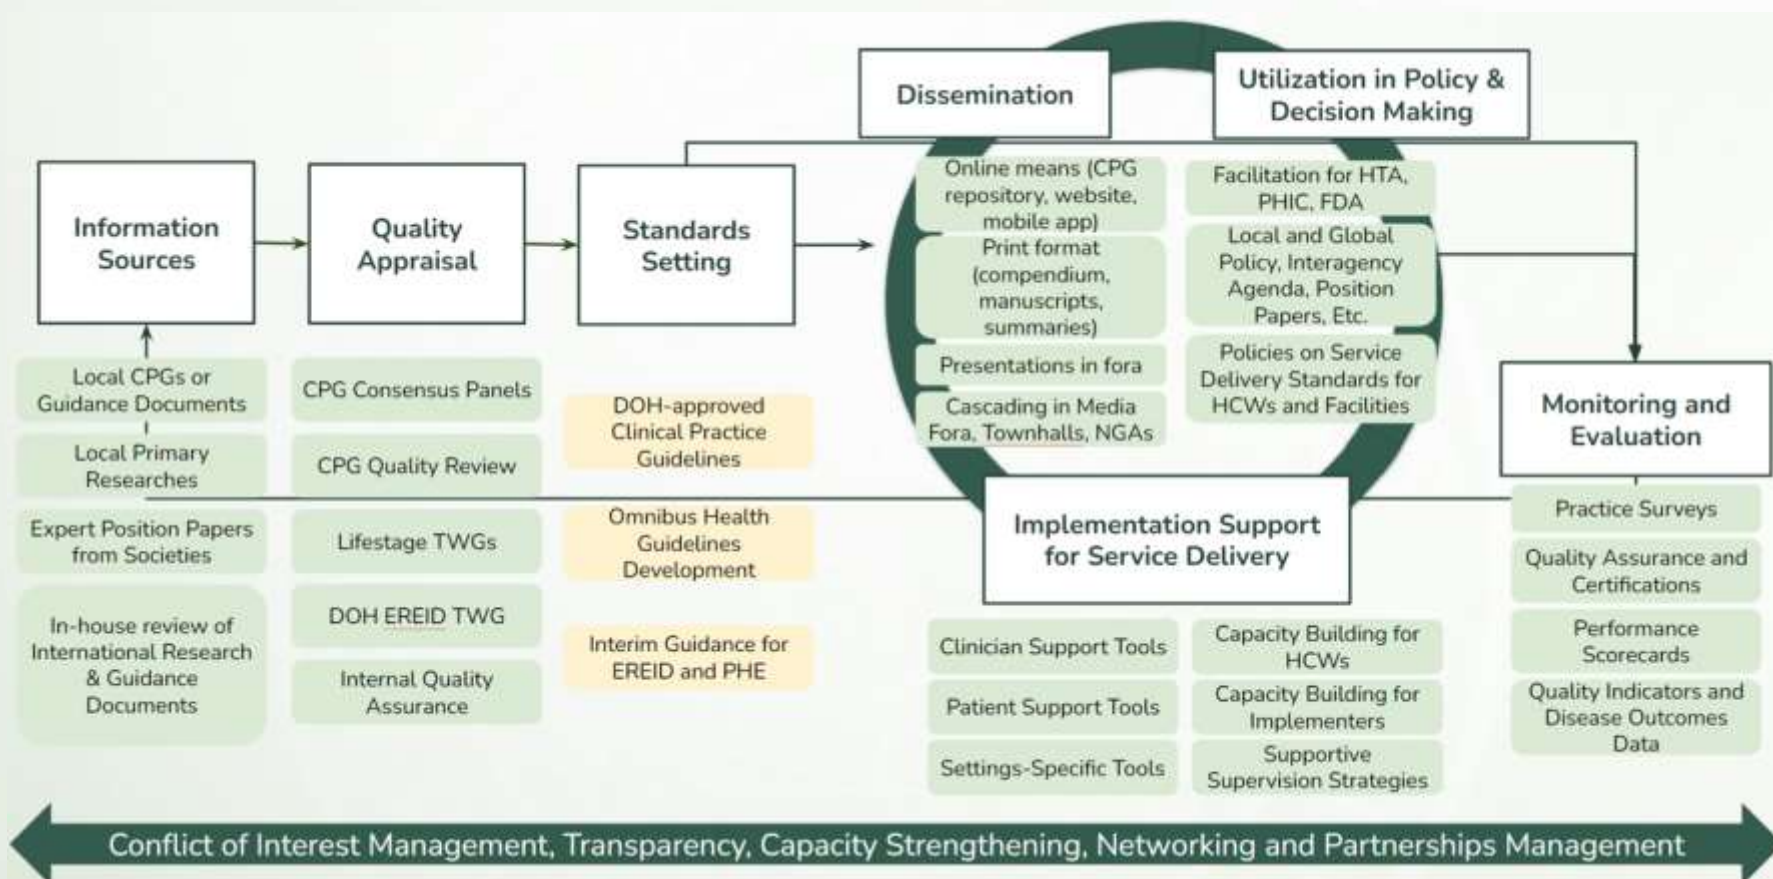 Dissemination
Utilization in Policy &
Decision Making
Information
Sources
Quality
Appraisal
Standards
Setting
Online means (CPG
repository, website,
mobile app)
Print format
(compendium,
manuscripts,
summaries)
Presentations in fora
Cascading in Media
Fora, Townhalls, NGAs
Facilitation for HTA,
PHIC, FDA
Local and Global
Policy, Interagency
Agenda, Position
Papers, Etc.
Policies on Service
Delivery Standards for
HCWs and Facilities
Monitoring and
Evaluation
Local CPGs or
Guidance Documents
Local Primary
Researches
Expert Position Papers
from Societies
In-house review of
International Research
& Guidance
Documents
CPG Consensus Panels
CPG Quality Review
Lifestage TWGs
DOH EREID TWG
Internal Quality
Assurance
DOH-approved
Clinical Practice
Guidelines
Omnibus Health
Guidelines
Development
Interim Guidance for
EREID and PHE
Implementation Support
for Service Delivery
Clinician Support Tools
Patient Support Tools
Settings-Specific Tools
Capacity Building for
HCWs
Capacity Building for
Implementers
Supportive
Supervision Strategies
Practice Surveys
Quality Assurance and
Certifications
Performance
Scorecards
Quality Indicators and
Disease Outcomes
Data
Conflict of Interest Management, Transparency, Capacity Strengthening, Networking and Partnerships Management